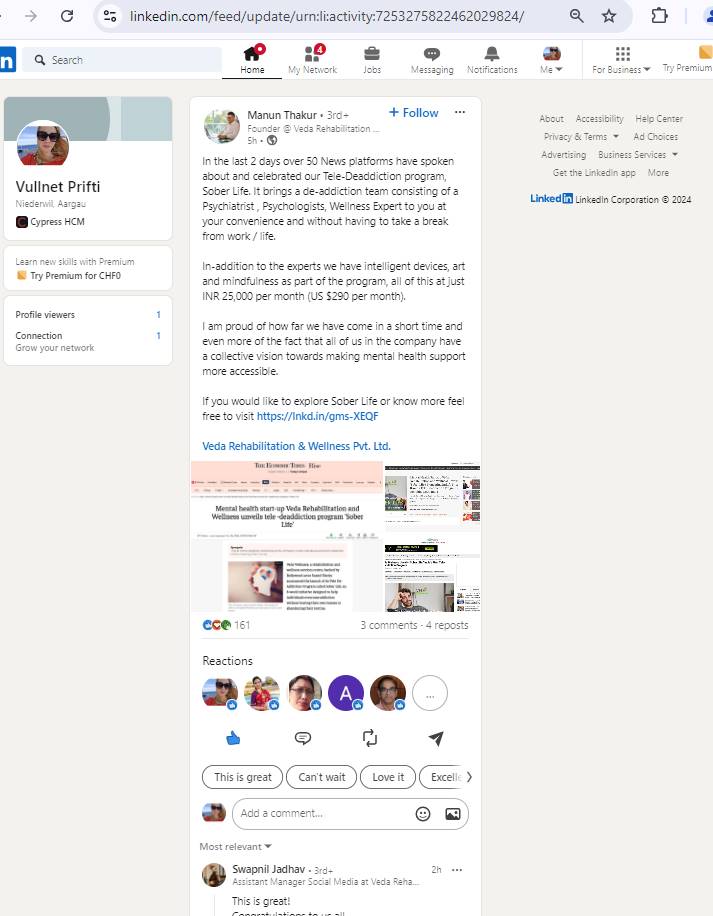 linkedin.com/feed/update/urn:li:activity:7253275822462029824/
in
Search
Home
4
My Network
Jobs
Messaging
Notifications
Me
For Business
Try Premium
Vullnet Prifti
Niederwil, Aargau
Cypress HCM
Learn new skills with Premium
Try Premium for CHF0
Profile viewers 1
Connection 1
Grow your network
Manun Thakur • 3rd+
+ Follow
Founder @ Veda Rehabilitation ...
5h •
In the last 2 days over 50 News platforms have spoken
about and celebrated our Tele-Deaddiction program,
Sober Life. It brings a de-addiction team consisting of a
Psychiatrist , Psychologists, Wellness Expert to you at
your convenience and without having to take a break
from work / life.
In-addition to the experts we have intelligent devices, art
and mindfulness as part of the program, all of this at just
INR 25,000 per month (US $290 per month).
I am proud of how far we have come in a short time and
even more of the fact that all of us in the company have
a collective vision towards making mental health support
more accessible.
If you would like to explore Sober Life or know more feel
free to visit https://lnkd.in/gms-XEQF
Veda Rehabilitation & Wellness Pvt. Ltd.
THE ECONOMIC TIMES Rise
Mental health start-up Veda Rehabilitation and
Wellness unveils tele -deaddiction program 'Sober
Life'
161
3 comments · 4 reposts
Reactions
A
...
This is great
Can't wait
Love it
Excelle
Add a comment...
Most relevant
Swapnil Jadhav • 3rd+
2h
Assistant Manager Social Media at Veda Reha...
This is great!
Congratulations to us all
About
Accessibility
Help Center
Privacy & Terms
Ad Choices
Advertising
Business Services
Get the LinkedIn app
More
LinkedIn LinkedIn Corporation © 2024